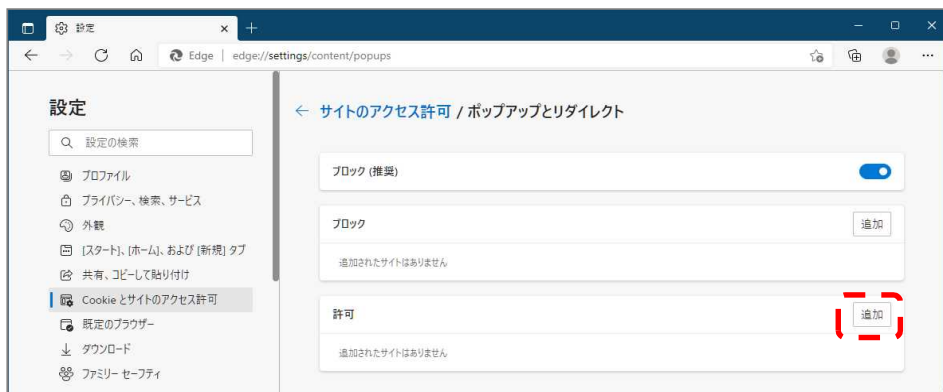 設定
Edge | edge://settings/content/popups
設定
設定の検索
プロファイル
プライバシー、検索、サービス
外観
[スタート]、[ホーム]、および [新規] タブ
共有、コピーして貼り付け
Cookie とサイトのアクセス許可
既定のブラウザー
ダウンロード
ファミリー セーフティ
サイトのアクセス許可 / ポップアップとリダイレクト
ブロック (推奨)
ブロック
追加
追加されたサイトはありません
許可
追加
追加されたサイトはありません